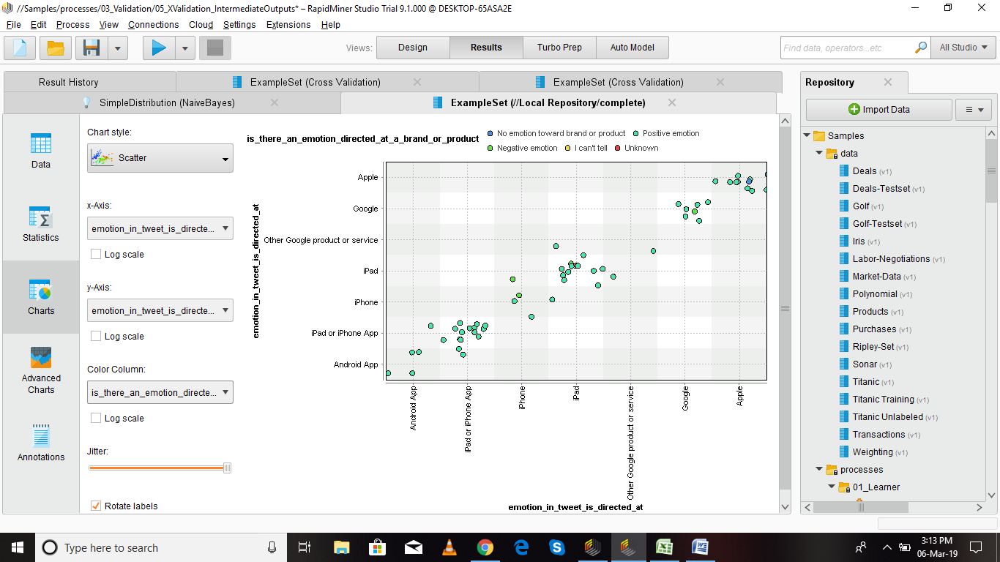 //Samples/processes/03_Validation/05_XValidation_IntermediateOutputs* – RapidMiner Studio Trial 9.1.000 @ DESKTOP-65ASA2E
File Edit Process View Connections Cloud Settings Extensions Help
Views: Design Results Turbo Prep Auto Model Find data, operators...etc All Studio
Result History ExampleSet (Cross Validation) ExampleSet (Cross Validation)
SimpleDistribution (NaiveBayes) ExampleSet (//Local Repository/complete)
Data
Statistics
Charts
Advanced
Charts
Annotations
Chart style:
Scatter
x-Axis:
emotion_in_tweet_is_directe...
Log scale
y-Axis:
emotion_in_tweet_is_directe...
Log scale
Color Column:
is_there_an_emotion_directe...
Log scale
Jitter:
Rotate labels
is_there_an_emotion_directed_at_a_brand_or_product No emotion toward brand or product Positive emotion
Negative emotion I can't tell Unknown
emotion_in_tweet_is_directed_at
Apple
Google
Other Google product or service
iPad
iPhone
iPad or iPhone App
Android App
Android App
iPad or iPhone App
iPhone
iPad
Other Google product or service
Google
Apple
emotion_in_tweet_is_directed_at
Repository
Import Data
Samples
data
Deals (v1)
Deals-Testset (v1)
Golf (v1)
Golf-Testset (v1)
Iris (v1)
Labor-Negotiations (v1)
Market-Data (v1)
Polynomial (v1)
Products (v1)
Purchases (v1)
Ripley-Set (v1)
Sonar (v1)
Titanic (v1)
Titanic Training (v1)
Titanic Unlabeled (v1)
Transactions (v1)
Weighting (v1)
processes
01_Learner
Type here to search
3:13 PM
06-Mar-19